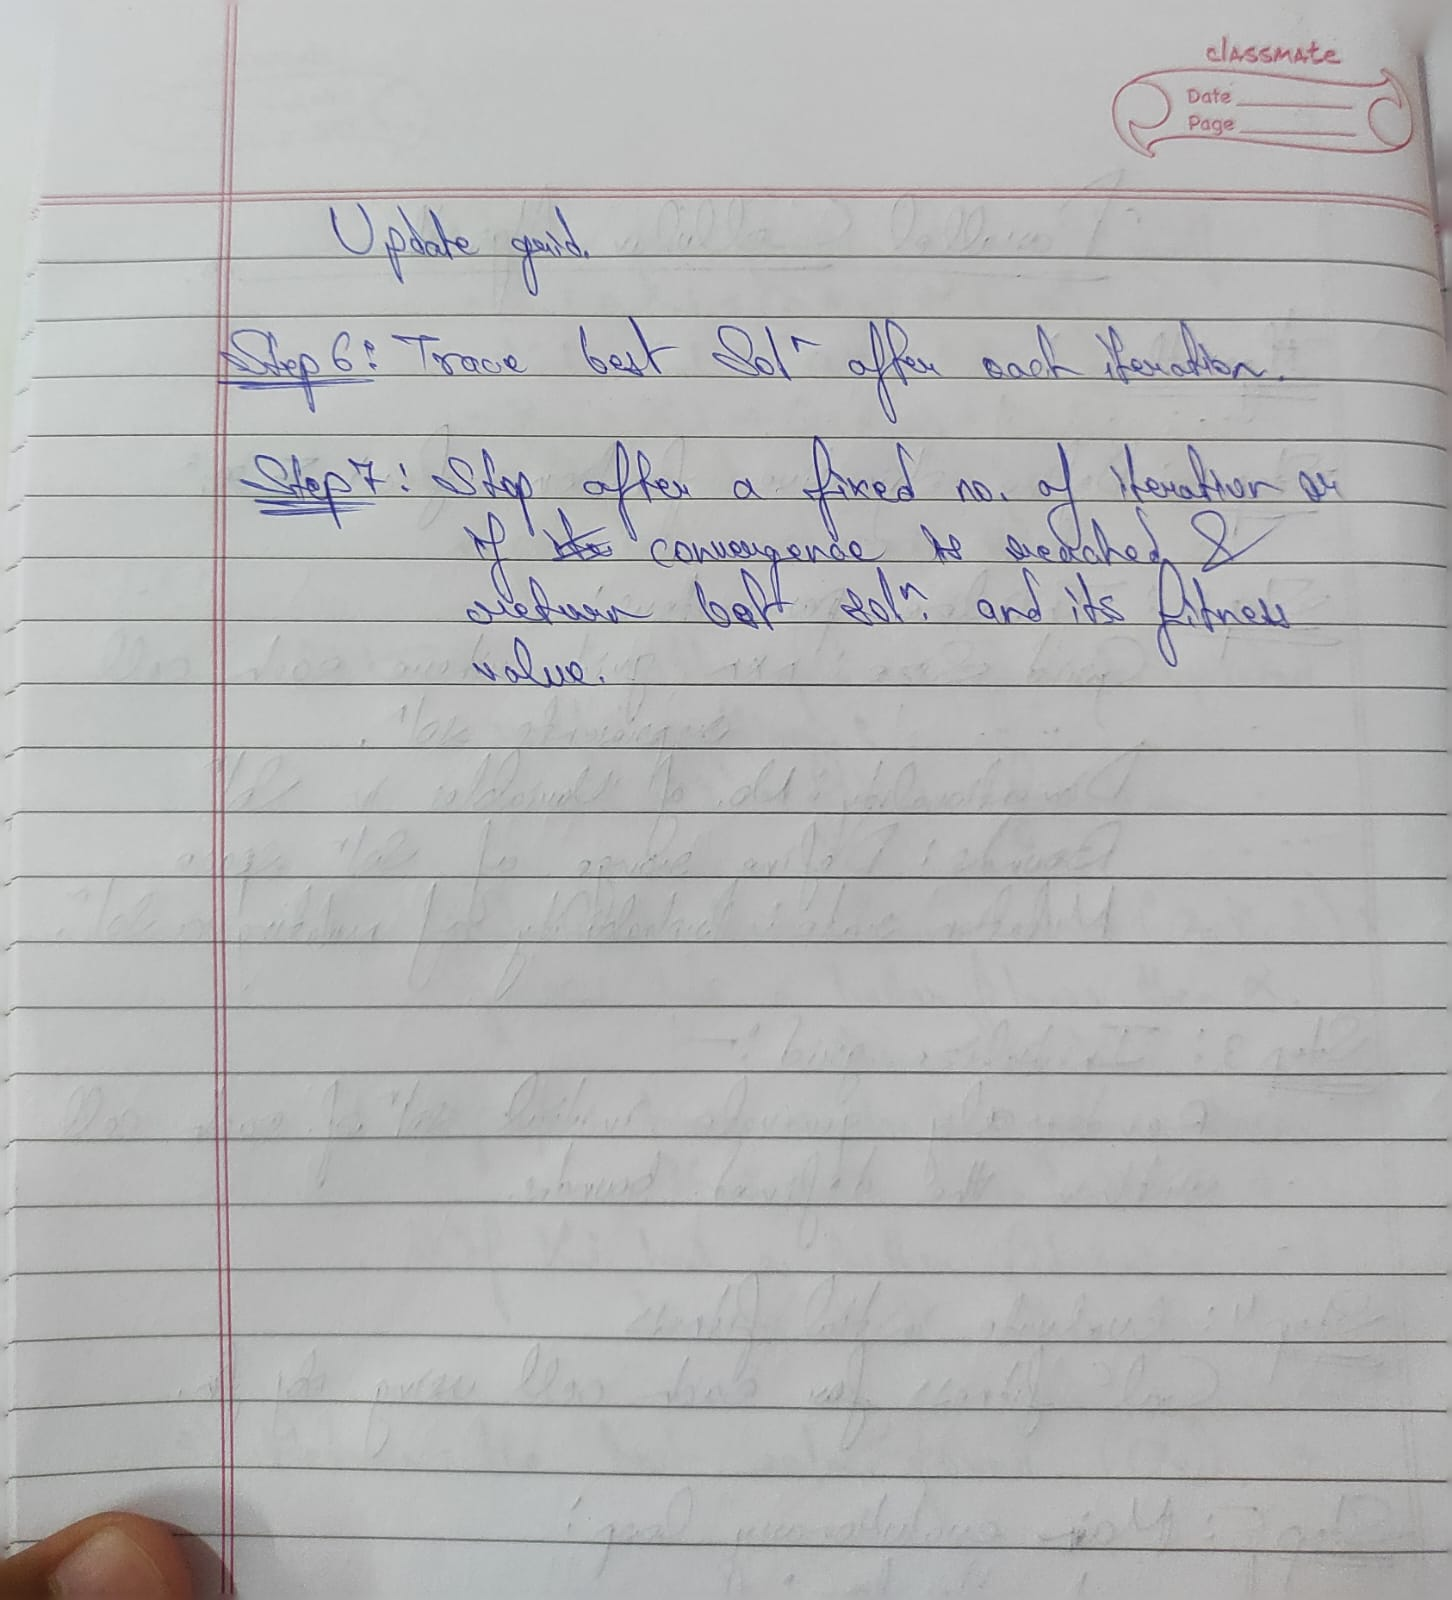 classmate
Date
Page
Update grid.
Step 6: Trace best Solⁿ after each iteration.
Step 7: Stop after a fixed no. of iteration or
if convergence is reached &
return best solⁿ. and its fitness
value.